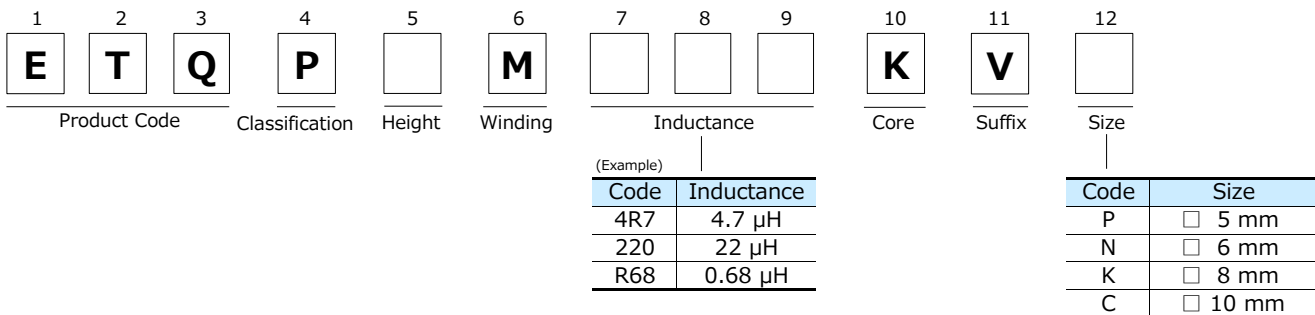 1 2 3 4 5 6 7 8 9 10 11 12
E T Q P M K V
Product Code Classification Height Winding Inductance Core Suffix Size
(Example)
Code Inductance
4R7 4.7 µH
220 22 µH
R68 0.68 µH
Code Size
P □ 5 mm
N □ 6 mm
K □ 8 mm
C □ 10 mm